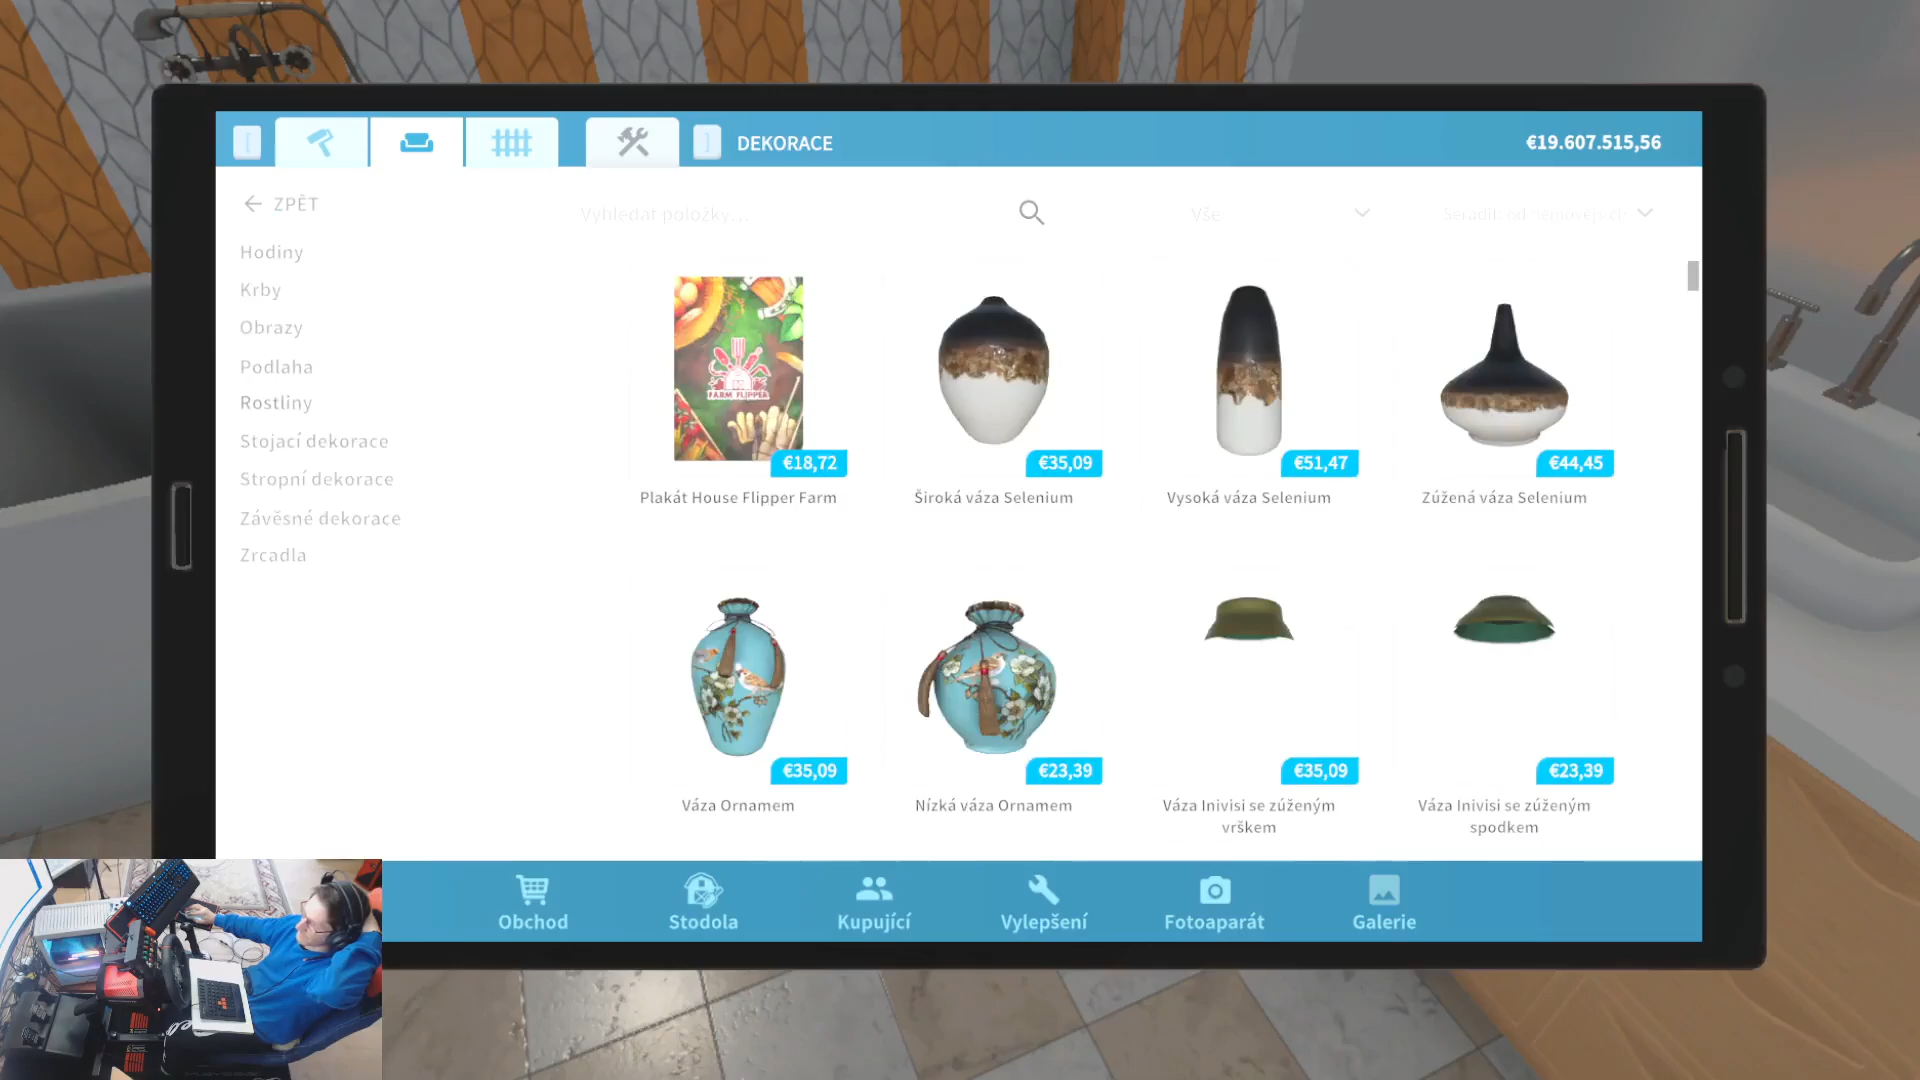 [
]
DEKORACE
€19.607.515,56
ZPĚT
Vyhledat položky...
Vše
Hodiny
Krby
Obrazy
Podlaha
Rostliny
Stojací dekorace
Stropní dekorace
Závěsné dekorace
Zrcadla
FARM FLIPPER
€18,72
€35,09
€51,47
€44,45
Plakát House Flipper Farm
Široká váza Selenium
Vysoká váza Selenium
Zúžená váza Selenium
€35,09
€23,39
€35,09
€23,39
Váza Ornamem
Nízká váza Ornamem
Váza Inivisi se zúženým
vrškem
Váza Inivisi se zúženým
spodkem
Obchod
Stodola
Kupující
Vylepšení
Fotoaparát
Galerie